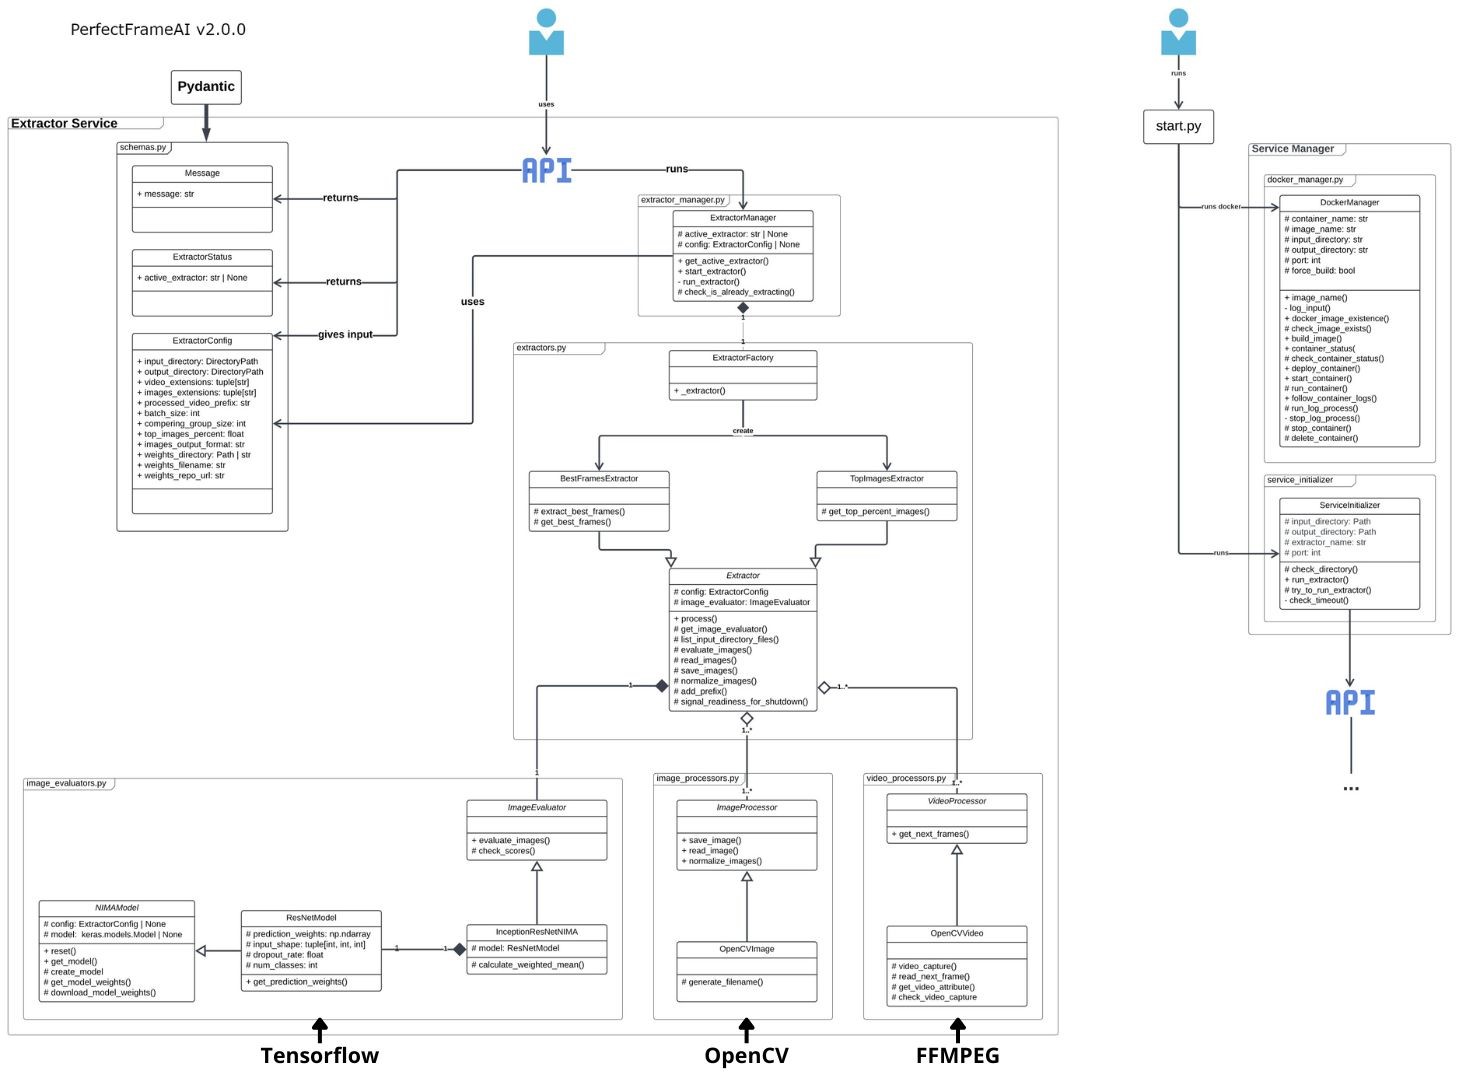 PerfectFrameAI v2.0.0
Pydantic
uses
Extractor Service
API
runs
schemas.py
Message
+ message: str
returns
ExtractorStatus
+ active_extractor: str | None
returns
gives input
ExtractorConfig
+ input_directory: DirectoryPath
+ output_directory: DirectoryPath
+ video_extensions: tuple[str]
+ images_extensions: tuple[str]
+ processed_video_prefix: str
+ batch_size: int
+ compering_group_size: int
+ top_images_percent: float
+ images_output_format: str
+ weights_directory: Path | str
+ weights_filename: str
+ weights_repo_url: str
uses
extractor_manager.py
ExtractorManager
# active_extractor: str | None
# config: ExtractorConfig | None
+ get_active_extractor()
+ start_extractor()
- run_extractor()
# check_is_already_extracting()
1
1
extractors.py
ExtractorFactory
+ _extractor()
create
BestFramesExtractor
# extract_best_frames()
# get_best_frames()
TopImagesExtractor
# get_top_percent_images()
Extractor
# config: ExtractorConfig
# image_evaluator: ImageEvaluator
+ process()
# get_image_evaluator()
# list_input_directory_files()
# evaluate_images()
# read_images()
# save_images()
# normalize_images()
# add_prefix()
# signal_readiness_for_shutdown()
1
1..*
1..*
1
1..*
1..*
image_evaluators.py
ImageEvaluator
+ evaluate_images()
# check_scores()
NIMAModel
# config: ExtractorConfig | None
# model:  keras.models.Model | None
+ reset()
+ get_model()
# create_model
# get_model_weights()
# download_model_weights()
ResNetModel
# prediction_weights: np.ndarray
# input_shape: tuple[int, int, int]
# dropout_rate: float
# num_classes: int
+ get_prediction_weights()
1
1
InceptionResNetNIMA
# model: ResNetModel
# calculate_weighted_mean()
image_processors.py
ImageProcessor
+ save_image()
+ read_image()
+ normalize_images()
OpenCVImage
# generate_filename()
video_processors.py
VideoProcessor
+ get_next_frames()
OpenCVVideo
# video_capture()
# read_next_frame()
# get_video_attribute()
# check_video_capture
Tensorflow
OpenCV
FFMPEG
runs
start.py
Service Manager
runs docker
docker_manager.py
DockerManager
# container_name: str
# image_name: str
# input_directory: str
# output_directory: str
# port: int
# force_build: bool
+ image_name()
- log_input()
+ docker_image_existence()
# check_image_exists()
+ build_image()
+ container_status(
# check_container_status()
+ deploy_container()
+ start_container()
# run_container()
+ follow_container_logs()
# run_log_process()
- stop_log_process()
# stop_container()
# delete_container()
runs
service_initializer
ServiceInitializer
# input_directory: Path
# output_directory: Path
# extractor_name: str
# port: int
# check_directory()
+ run_extractor()
# try_to_run_extractor()
- check_timeout()
API
...